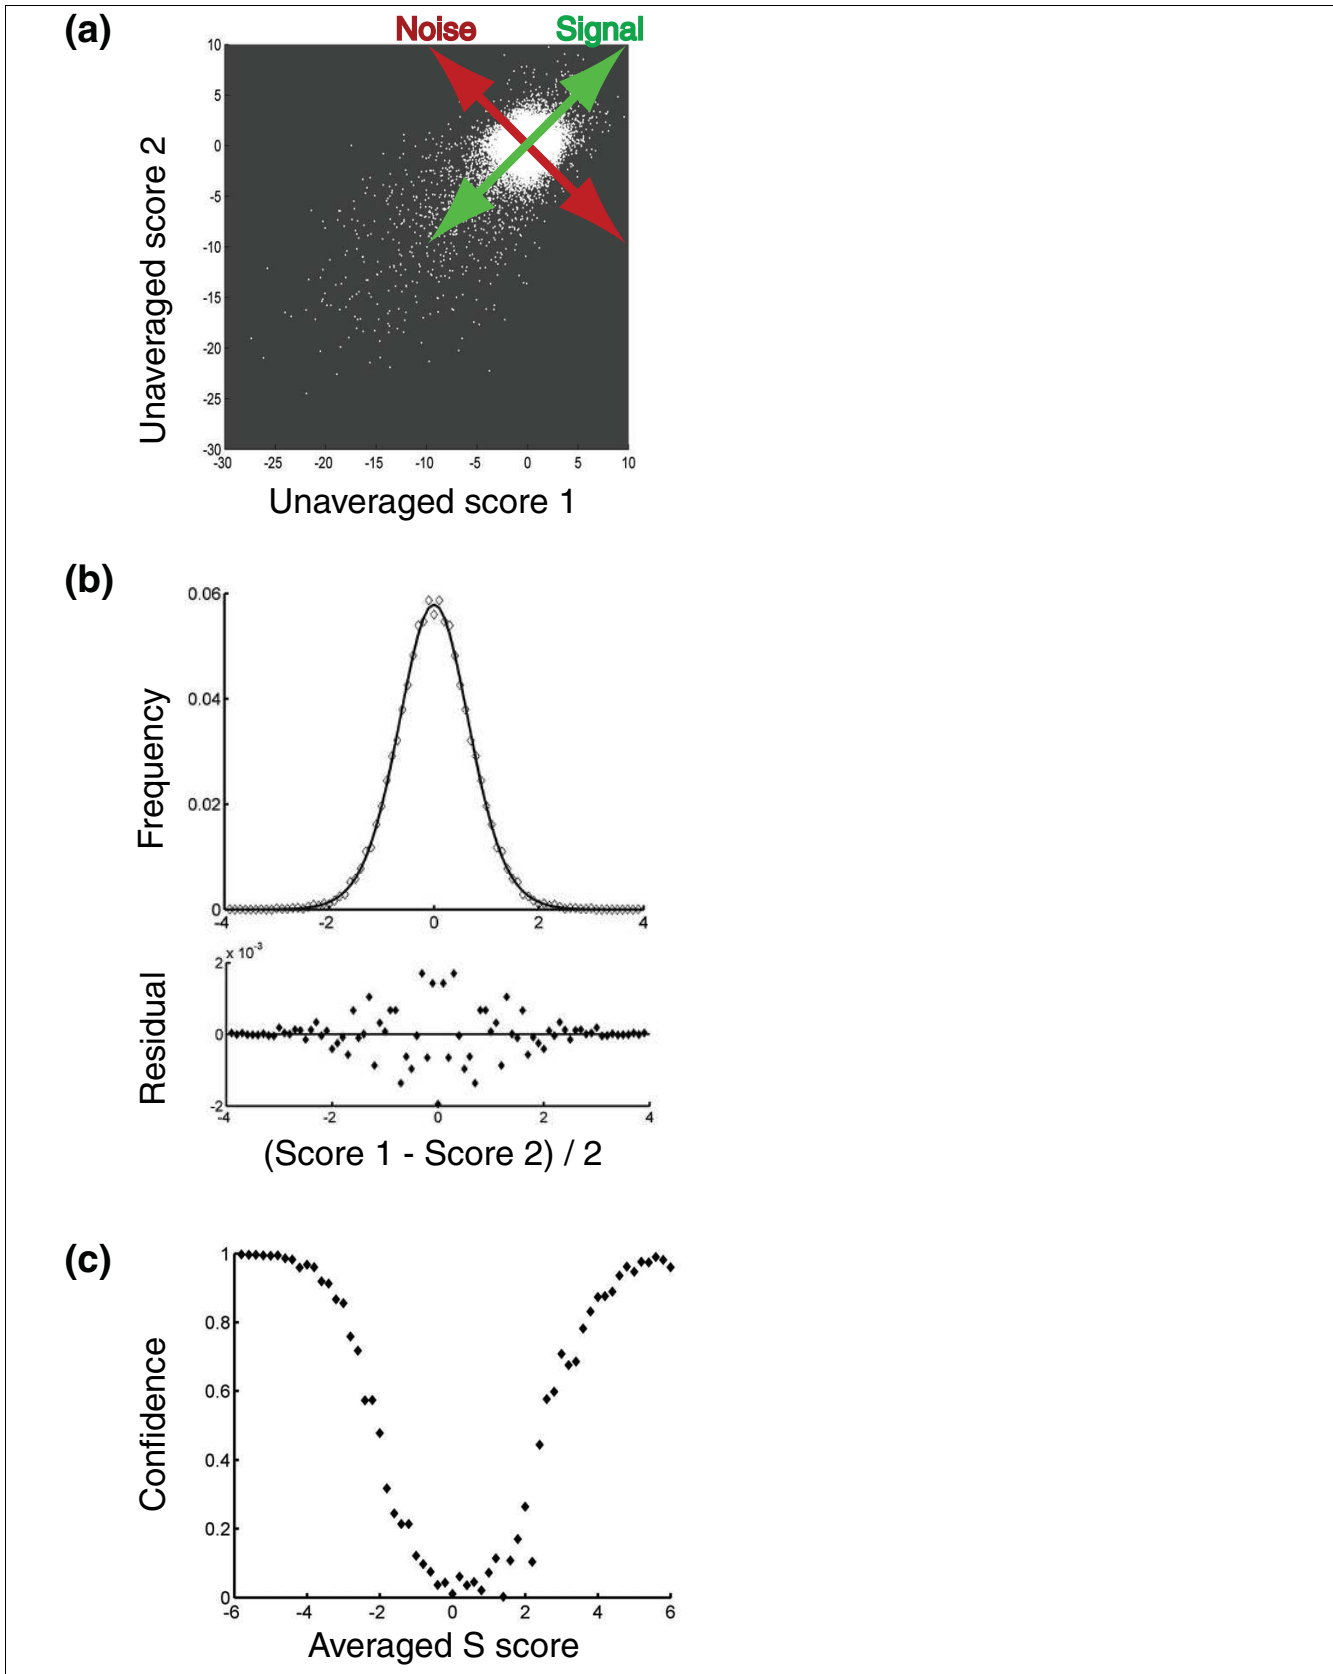 (a)
Noise Signal
10
5
0
-5
-10
-15
-20
-25
-30
-30 -25 -20 -15 -10 -5 0 5 10
Unaveraged score 2
Unaveraged score 1
(b)
0.06
0.04
0.02
0
-4 -2 0 2 4
Frequency
x 10-3
2
0
-2
-4 -2 0 2 4
Residual
(Score 1 - Score 2) / 2
(c)
1
0.8
0.6
0.4
0.2
0
-6 -4 -2 0 2 4 6
Confidence
Averaged S score